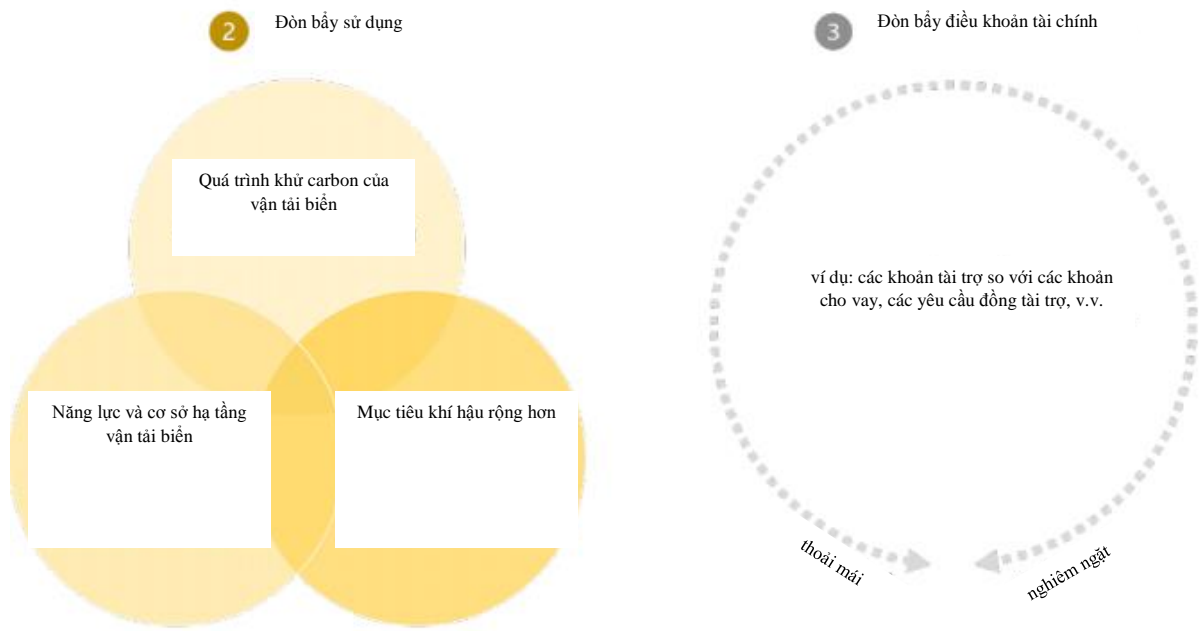 2
Đòn bẩy sử dụng
Quá trình khử carbon của
vận tải biển
Năng lực và cơ sở hạ tầng
vận tải biển
Mục tiêu khí hậu rộng hơn
3
Đòn bẩy điều khoản tài chính
ví dụ: các khoản tài trợ so với các khoản
cho vay, các yêu cầu đồng tài trợ, v.v.
thoải mái
nghiêm ngặt